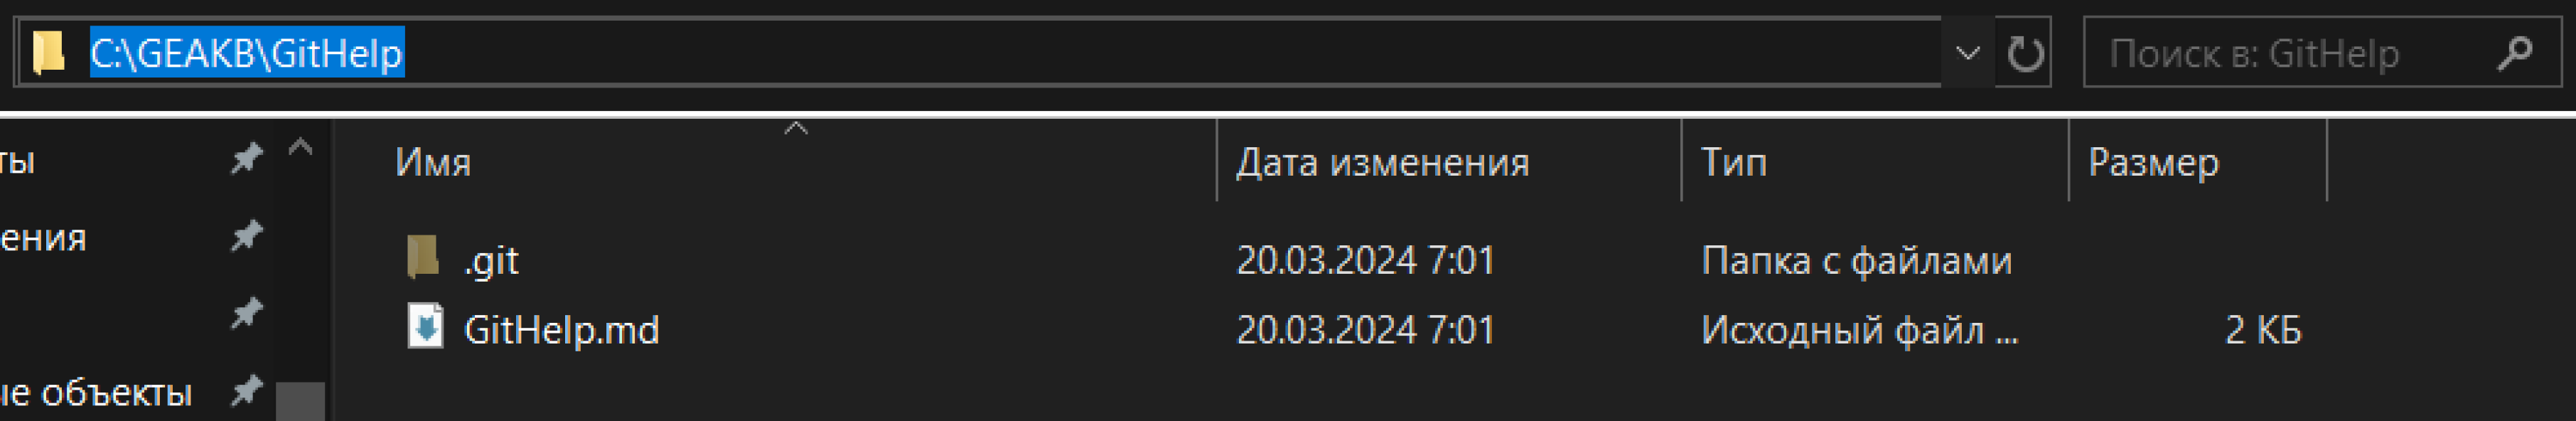 C:\GEAKB\GitHelp
Поиск в: GitHelp
Имя Дата изменения Тип Размер
ты
ения
.git 20.03.2024 7:01 Папка с файлами
GitHelp.md 20.03.2024 7:01 Исходный файл ... 2 КБ
ые объекты